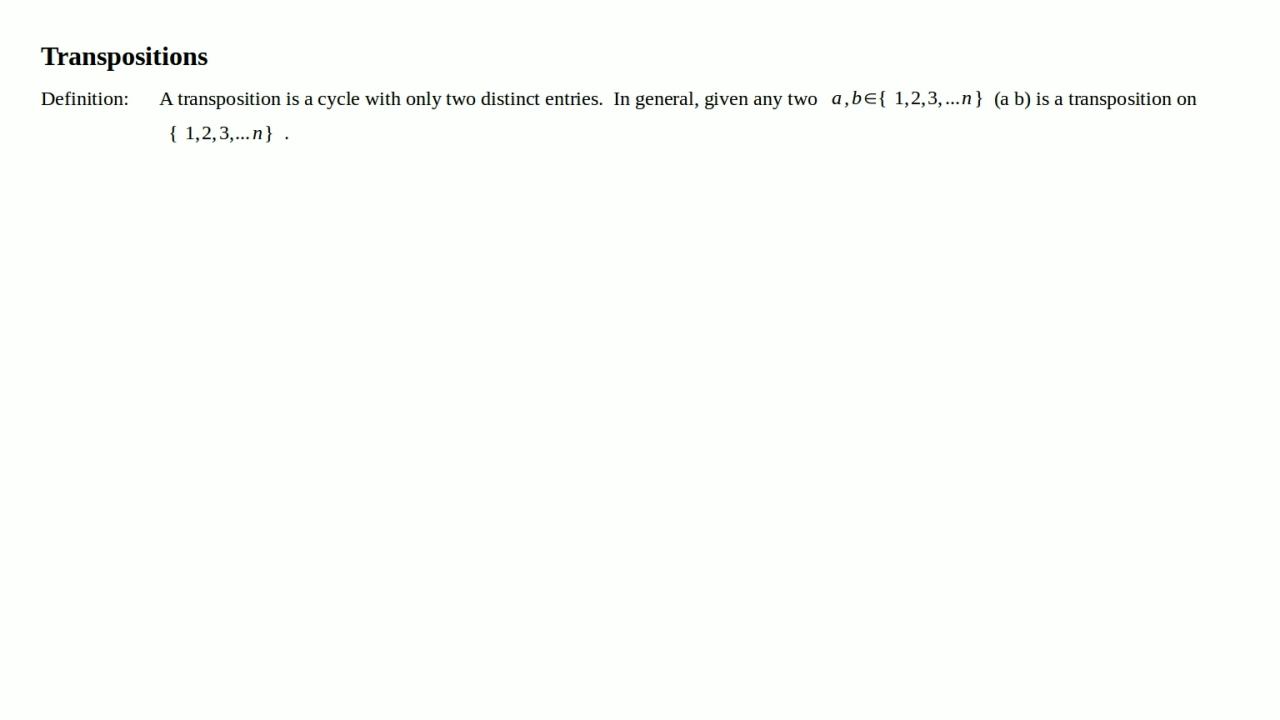 Transpositions
Definition: A transposition is a cycle with only two distinct entries. In general, given any two a,b∈{ 1,2,3,...n} (a b) is a transposition on
{ 1,2,3,...n} .